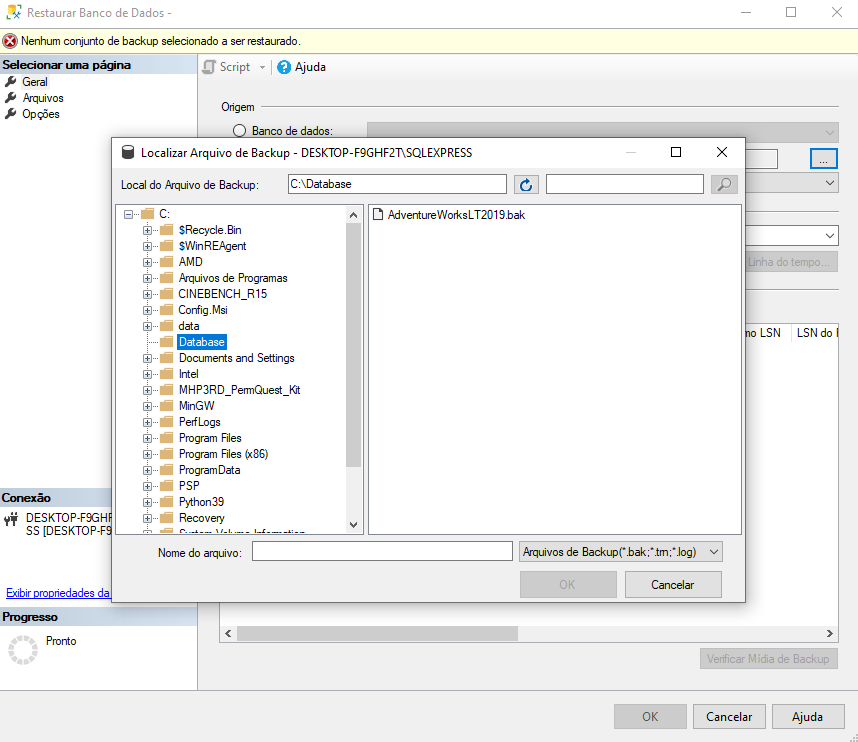 Restaurar Banco de Dados -
Nenhum conjunto de backup selecionado a ser restaurado.
Selecionar uma página
Geral
Arquivos
Opções
Script
Ajuda
Origem
Banco de dados:
...
Linha do tempo...
mo LSN
LSN do
Localizar Arquivo de Backup - DESKTOP-F9GHF2T\SQLEXPRESS
Local do Arquivo de Backup:
C:\Database
C:
$Recycle.Bin
$WinREAgent
AMD
Arquivos de Programas
CINEBENCH_R15
Config.Msi
data
Database
Documents and Settings
Intel
MHP3RD_PermQuest_Kit
MinGW
PerfLogs
Program Files
Program Files (x86)
ProgramData
PSP
Python39
Recovery
System Volume Information
AdventureWorksLT2019.bak
Nome do arquivo:
Arquivos de Backup(*.bak;*.trn;*.log)
OK
Cancelar
Conexão
DESKTOP-F9GHF
SS [DESKTOP-F9
Exibir propriedades da
Progresso
Pronto
Verificar Mídia de Backup
OK
Cancelar
Ajuda